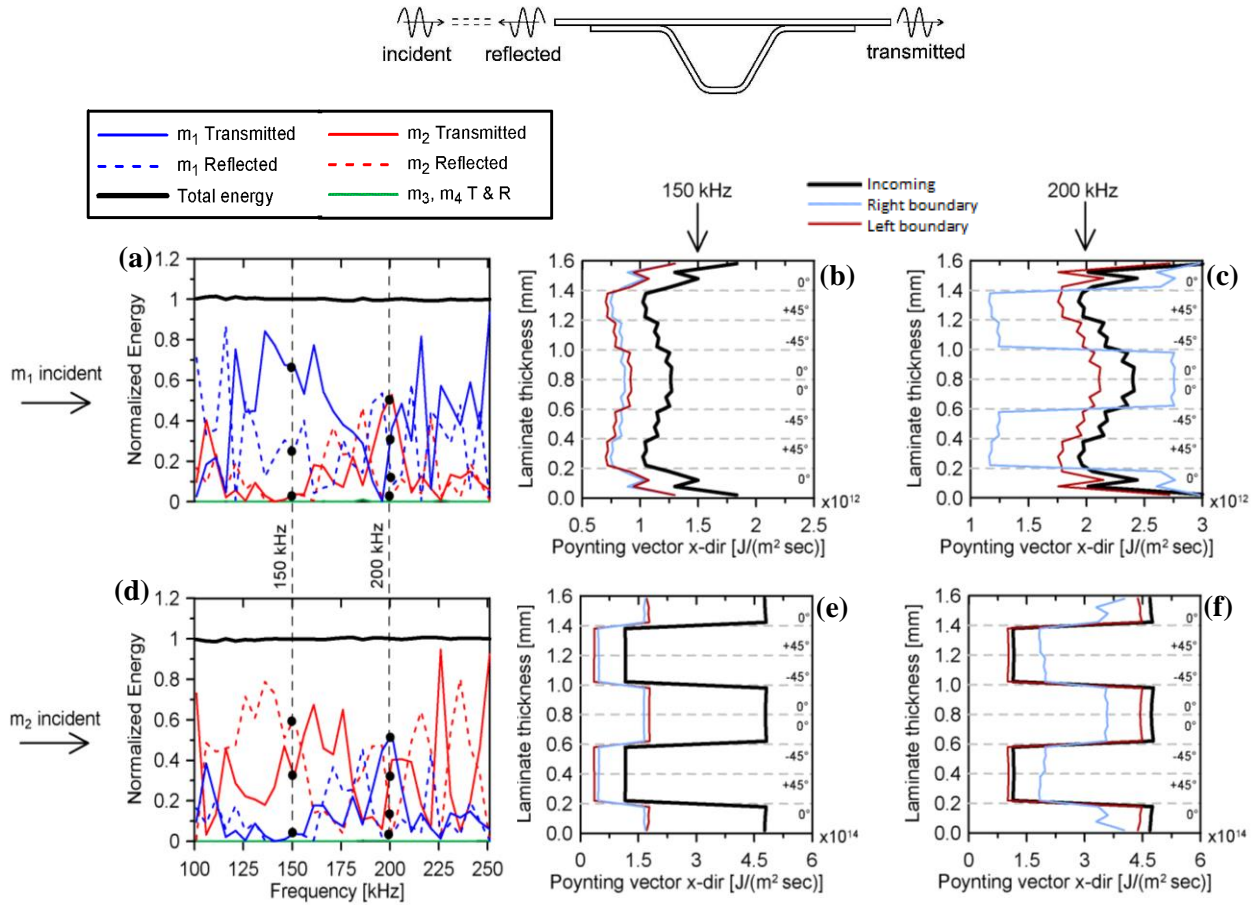 incident
reflected
transmitted
m1 Transmitted
m2 Transmitted
m1 Reflected
m2 Reflected
Total energy
m3, m4 T & R
150 kHz
Incoming
Right boundary
Left boundary
200 kHz
(a)
m1 incident
Normalized Energy
1.2
1
0.8
0.6
0.4
0.2
0
150 kHz
200 kHz
(b)
Laminate thickness [mm]
1.6
1.4
1.2
1.0
0.8
0.6
0.4
0.2
0.0
0°
+45°
-45°
0°
0°
-45°
+45°
0°
x10^12
0.5
1
1.5
2
2.5
Poynting vector x-dir [J/(m² sec)]
(c)
Laminate thickness [mm]
1.6
1.4
1.2
1.0
0.8
0.6
0.4
0.2
0.0
0°
+45°
-45°
0°
0°
-45°
+45°
0°
x10^12
1
1.5
2
2.5
3
Poynting vector x-dir [J/(m² sec)]
(d)
m2 incident
Normalized Energy
1.2
1
0.8
0.6
0.4
0.2
0
100
125
150
175
200
225
250
Frequency [kHz]
(e)
Laminate thickness [mm]
1.6
1.4
1.2
1.0
0.8
0.6
0.4
0.2
0.0
0°
+45°
-45°
0°
0°
-45°
+45°
0°
x10^14
0
1.5
3
4.5
6
Poynting vector x-dir [J/(m² sec)]
(f)
Laminate thickness [mm]
1.6
1.4
1.2
1.0
0.8
0.6
0.4
0.2
0.0
0°
+45°
-45°
0°
0°
-45°
+45°
0°
x10^14
0
1.5
3
4.5
6
Poynting vector x-dir [J/(m² sec)]